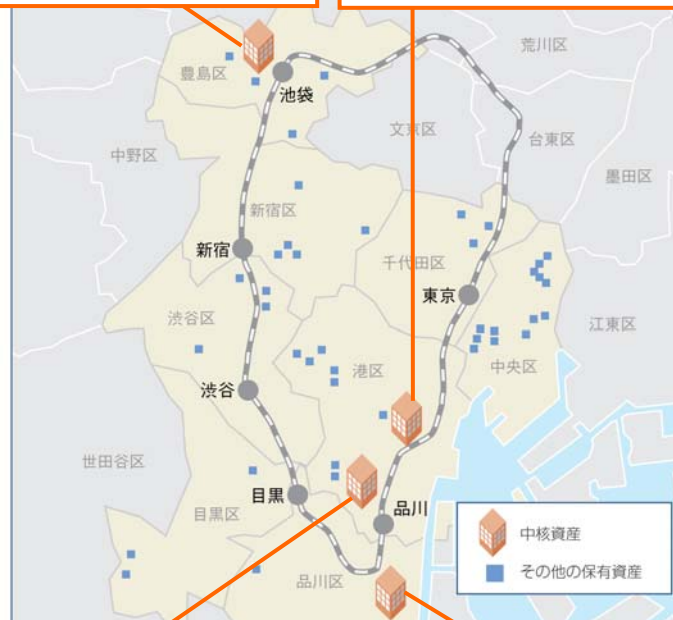 荒川区
豊島区
池袋
文京区
台東区
中野区
墨田区
新宿区
新宿
千代田区
東京
渋谷区
江東区
港区
中央区
渋谷
世田谷区
目黒
目黒区
品川
中核資産
その他の保有資産
品川区